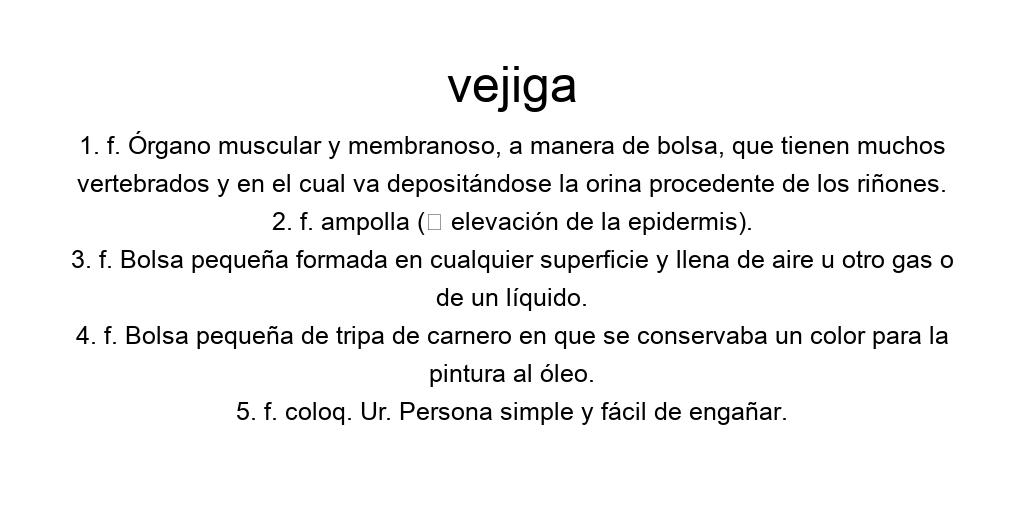 vejiga
1. f. Órgano muscular y membranoso, a manera de bolsa, que tienen muchos
vertebrados y en el cual va depositándose la orina procedente de los riñones.
2. f. ampolla (□ elevación de la epidermis).
3. f. Bolsa pequeña formada en cualquier superficie y llena de aire u otro gas o
de un líquido.
4. f. Bolsa pequeña de tripa de carnero en que se conservaba un color para la
pintura al óleo.
5. f. coloq. Ur. Persona simple y fácil de engañar.